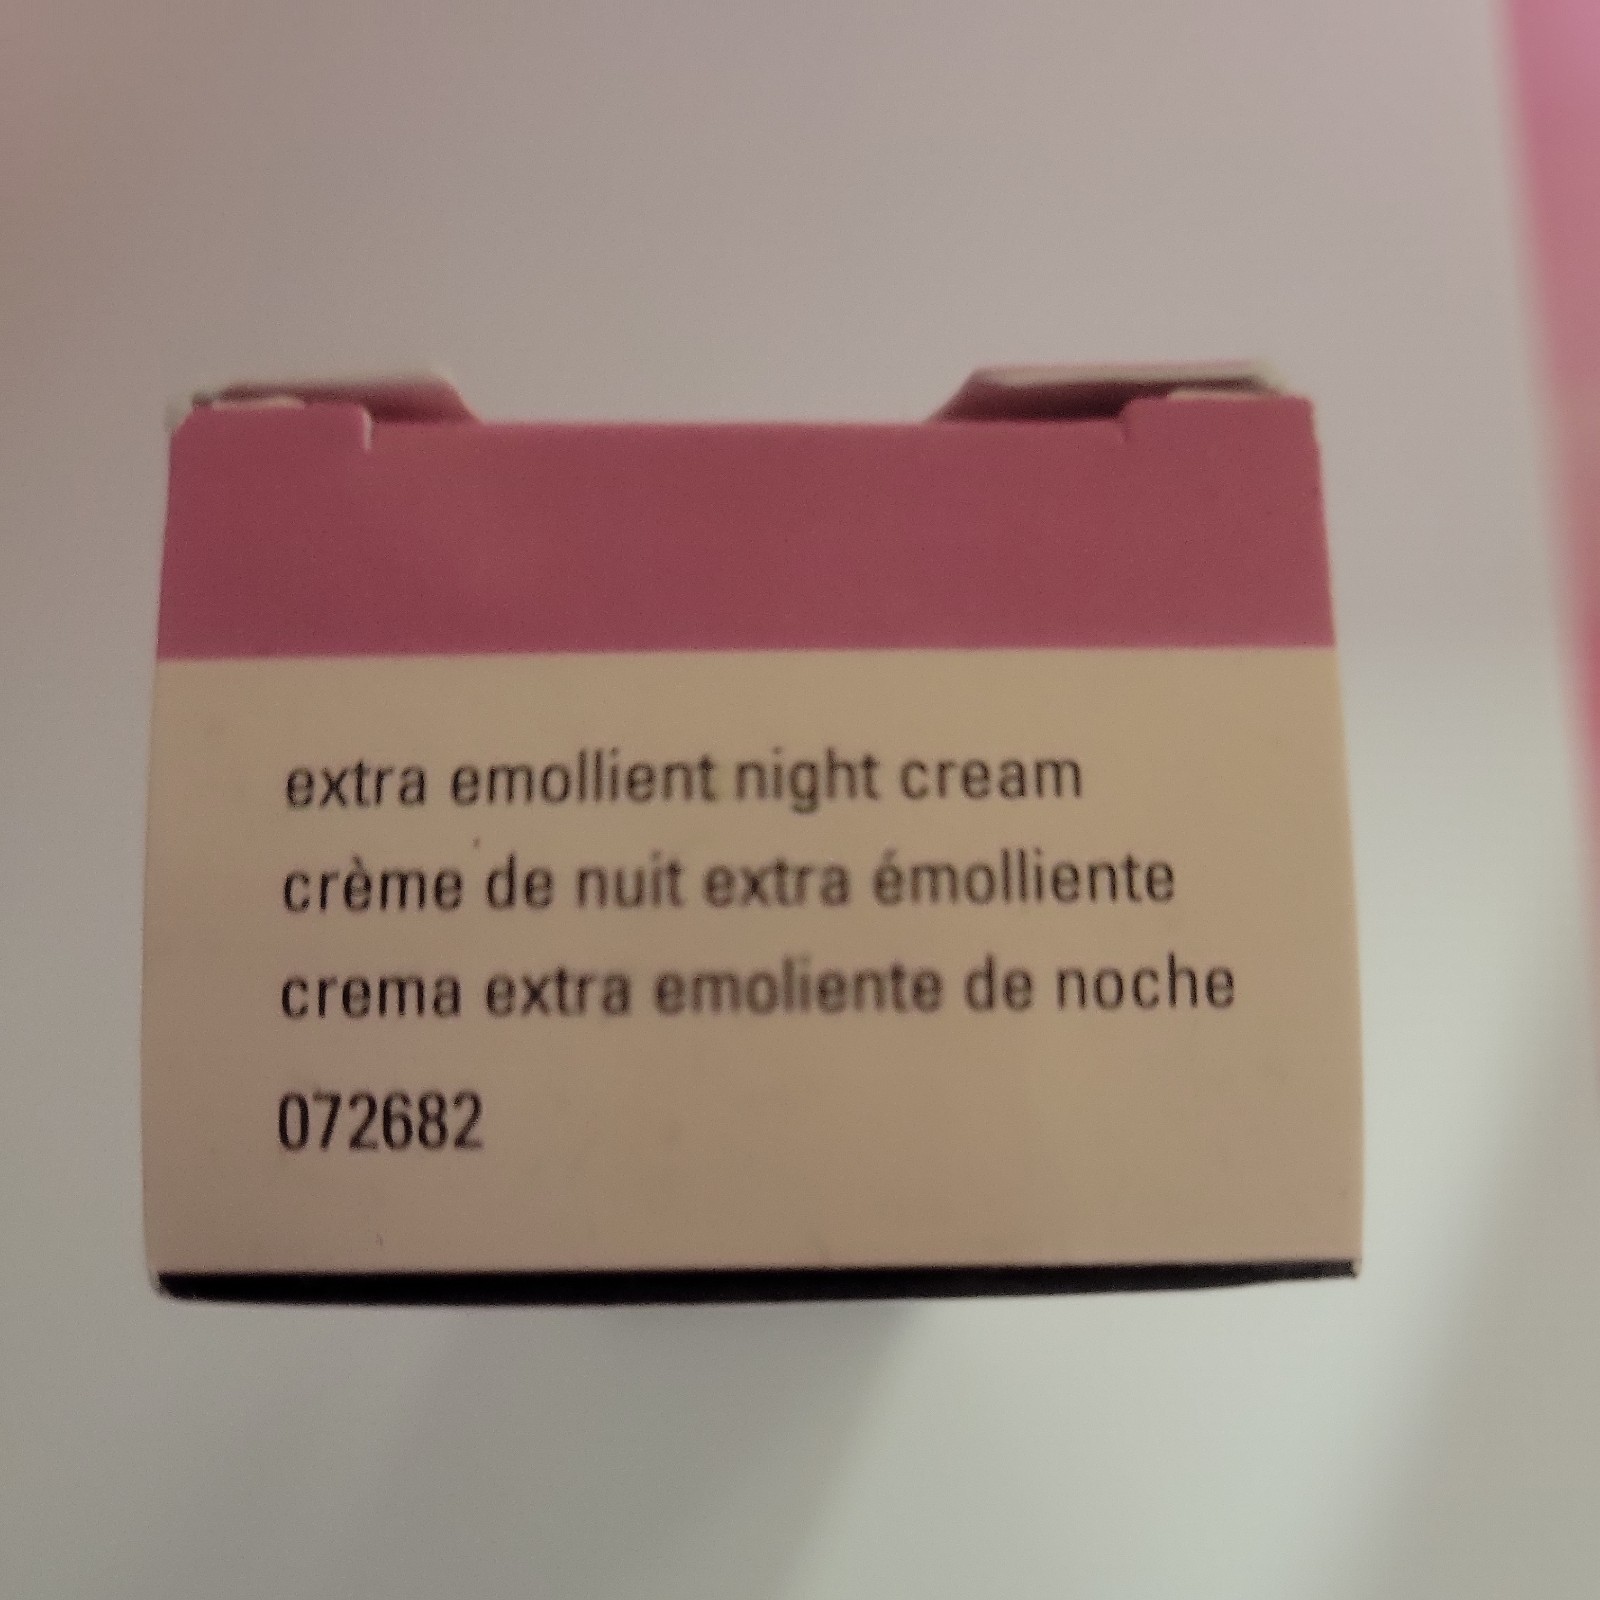 extra emollient night cream
crème de nuit extra émolliente
crema extra emoliente de noche
072682